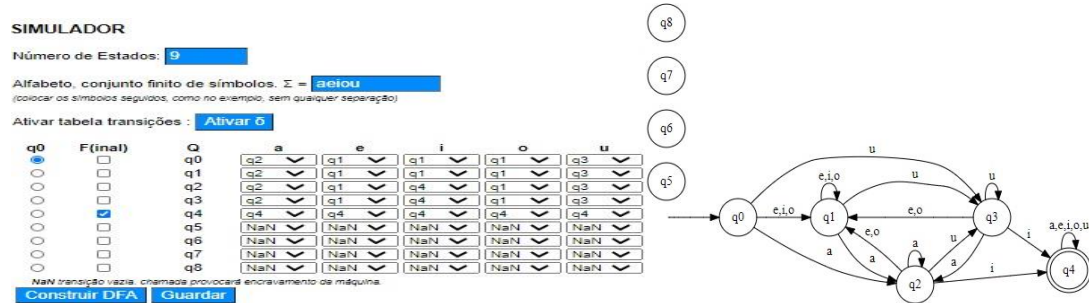 SIMULADOR
Número de Estados: 9
Alfabeto, conjunto finito de símbolos. Σ = aeiou
(colocar os símbolos seguidos, como no exemplo, sem qualquer separação)
Ativar tabela transições : Ativar δ
q0 F(inal) Q a e i o u
q0 q2 q1 q1 q1 q3
q1 q2 q1 q1 q1 q3
q2 q2 q1 q4 q1 q3
q3 q2 q1 q4 q1 q3
q4 q4 q4 q4 q4 q4
q5 NaN NaN NaN NaN NaN
q6 NaN NaN NaN NaN NaN
q7 NaN NaN NaN NaN NaN
q8 NaN NaN NaN NaN NaN
NaN transição vazia, chamada provocará encravamento da máquina.
Construir DFA Guardar
q8
q7
q6
q5
u
e,i,o u u
q0 e,i,o q1 e,o q3 a,e,i,o,u
e,o a i
a a u a q4
q2 i